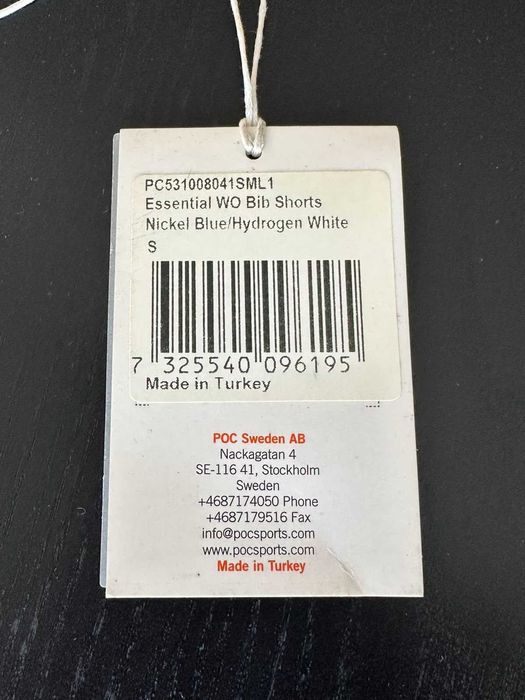 PC531008041SML1
Essential WO Bib Shorts
Nickel Blue/Hydrogen White
S
7 325540 096195
Made in Turkey
POC Sweden AB
Nackagatan 4
SE-116 41, Stockholm
Sweden
+4687174050 Phone
+4687179516 Fax
info@pocsports.com
www.pocsports.com
Made in Turkey